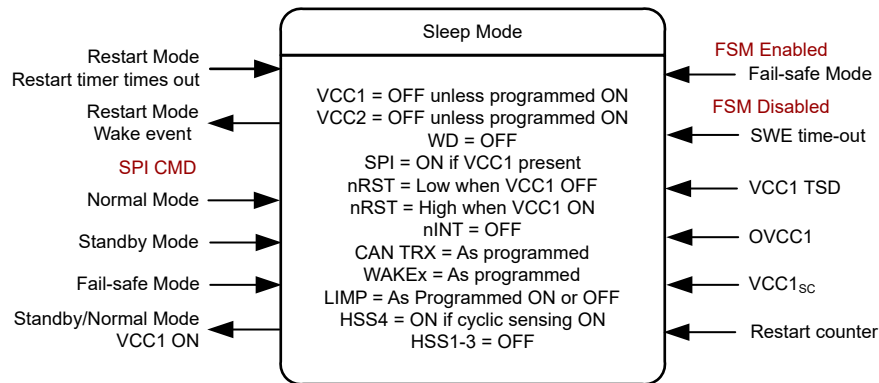 Sleep Mode
Restart Mode
Restart timer times out
Restart Mode
Wake event
SPI CMD
Normal Mode
Standby Mode
Fail-safe Mode
Standby/Normal Mode
VCC1 ON
VCC1 = OFF unless programmed ON
VCC2 = OFF unless programmed ON
WD = OFF
SPI = ON if VCC1 present
nRST = Low when VCC1 OFF
nRST = High when VCC1 ON
nINT = OFF
CAN TRX = As programmed
WAKEx = As programmed
LIMP = As Programmed ON or OFF
HSS4 = ON if cyclic sensing ON
HSS1-3 = OFF
FSM Enabled
Fail-safe Mode
FSM Disabled
SWE time-out
VCC1 TSD
OVCC1
VCC1SC
Restart counter